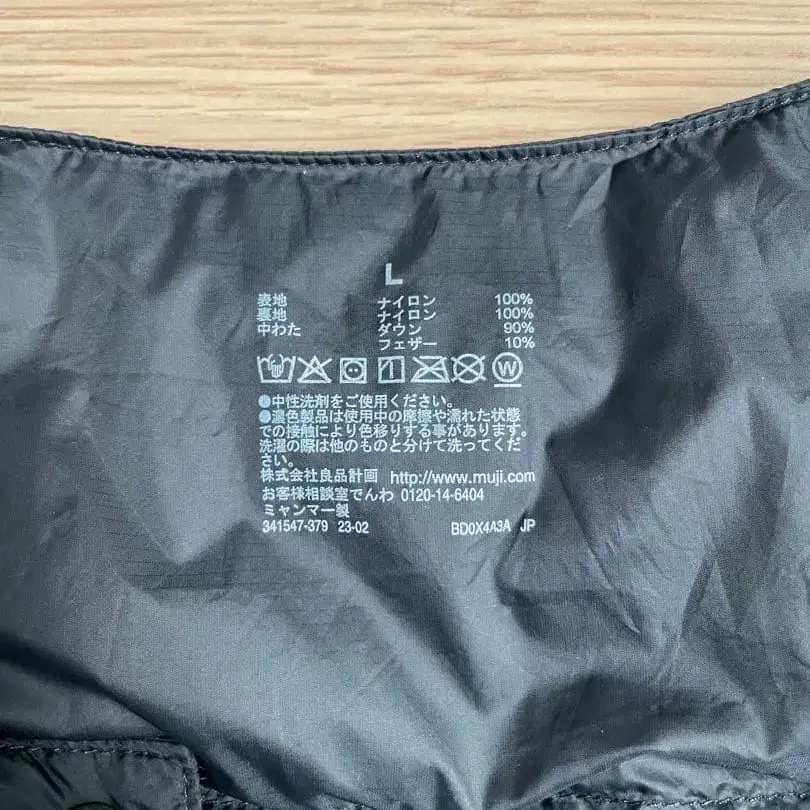 L
表地 ナイロン 100%
裏地 ナイロン 100%
中わた ダウン 90%
フェザー 10%
W
●中性洗剤をご使用ください。
●濃色製品は使用中の摩擦や濡れた状態
での接触により色移りする事があります。
洗濯の際は他のものと分けて洗ってくだ
さい。
株式会社良品計画 http://www.muji.com
お客様相談室でんわ 0120-14-6404
ミャンマー製
341547-379 23-02 BD0X4A3A JP